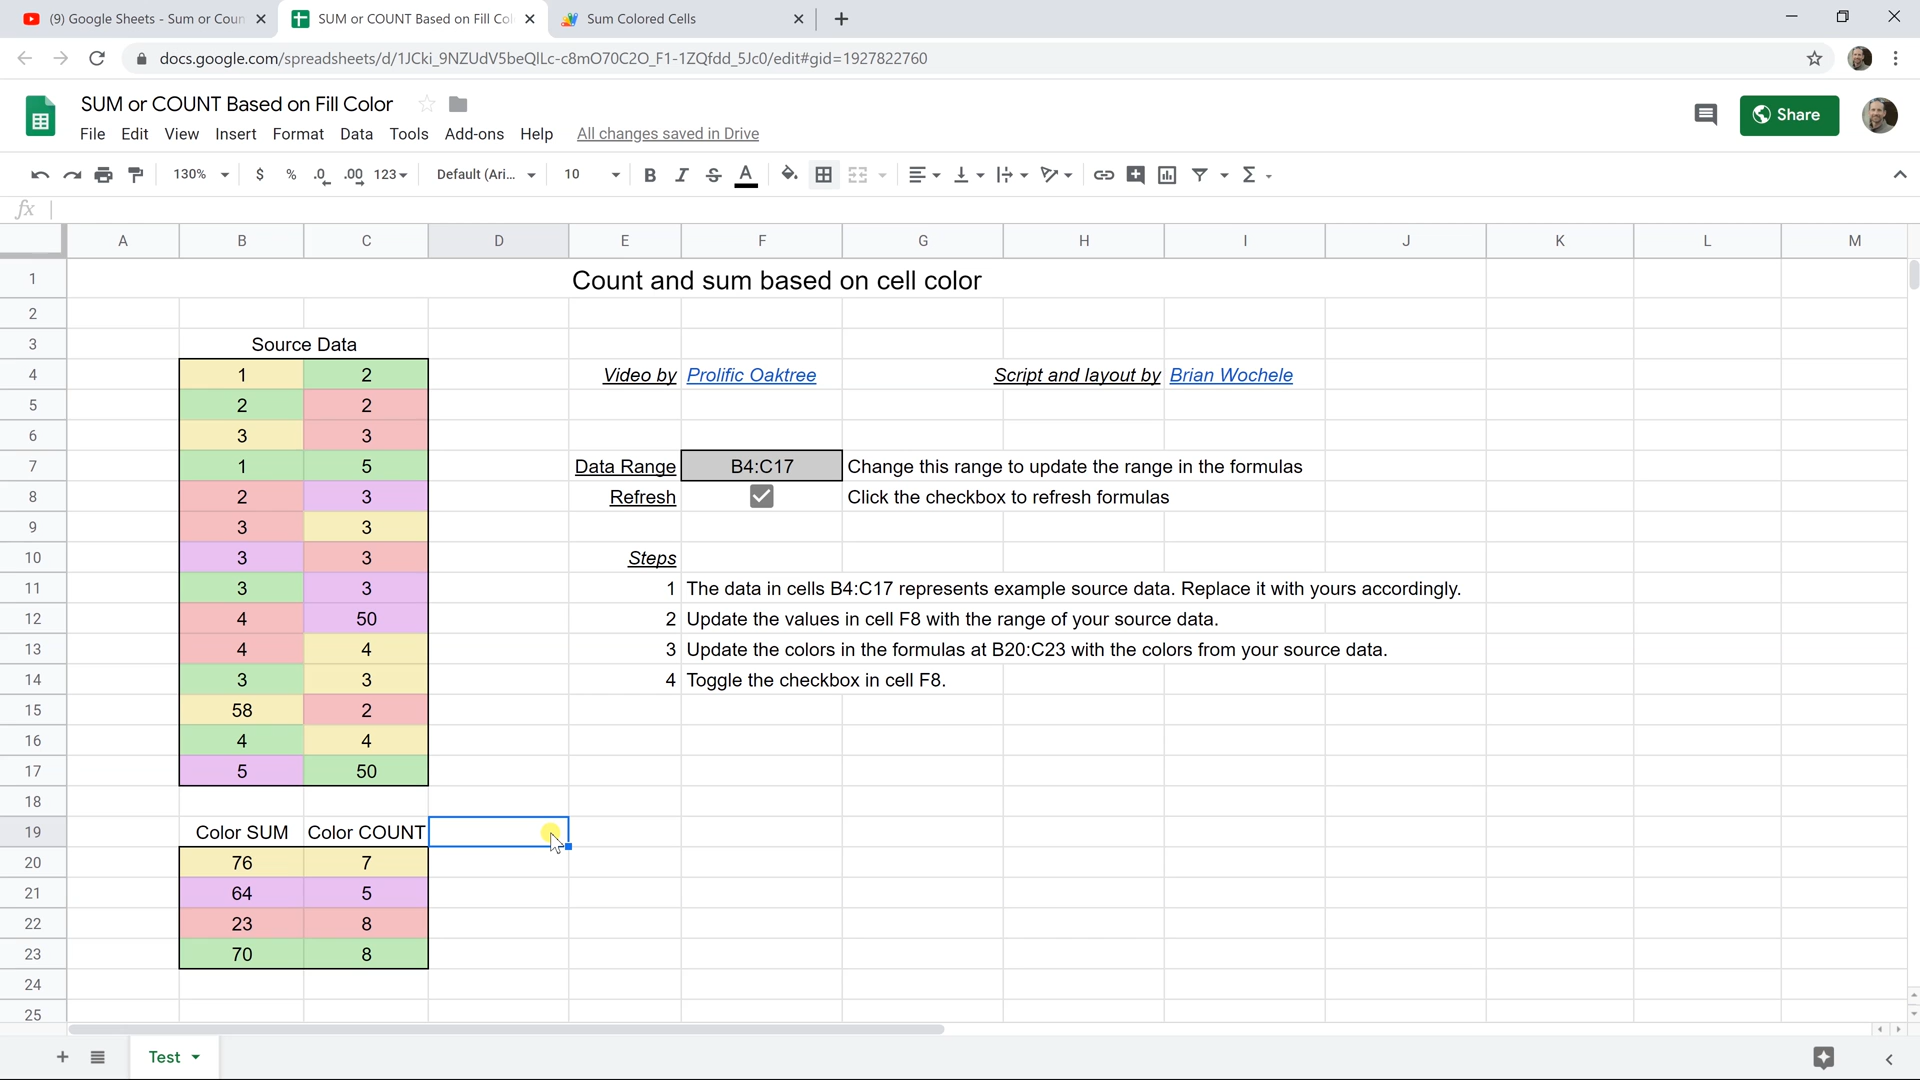 (9) Google Sheets - Sum or Coun
SUM or COUNT Based on Fill Col
Sum Colored Cells
docs.google.com/spreadsheets/d/1JCki_9NZUdV5beQlLc-c8mO70C2O_F1-1ZQfdd_5Jc0/edit#gid=1927822760
SUM or COUNT Based on Fill Color
File Edit View Insert Format Data Tools Add-ons Help All changes saved in Drive
Share
130% $ % .0 .00 123 Default (Ari... 10 B I S A Σ
fx
A B C D E F G H I J K L M
1 Count and sum based on cell color
2
3 Source Data
4 1 2 Video by Prolific Oaktree Script and layout by Brian Wochele
5 2 2
6 3 3
7 1 5 Data Range B4:C17 Change this range to update the range in the formulas
8 2 3 Refresh Click the checkbox to refresh formulas
9 3 3
10 3 3 Steps
11 3 3 1 The data in cells B4:C17 represents example source data. Replace it with yours accordingly.
12 4 50 2 Update the values in cell F8 with the range of your source data.
13 4 4 3 Update the colors in the formulas at B20:C23 with the colors from your source data.
14 3 3 4 Toggle the checkbox in cell F8.
15 58 2
16 4 4
17 5 50
18
19 Color SUM Color COUNT
20 76 7
21 64 5
22 23 8
23 70 8
24
25
Test